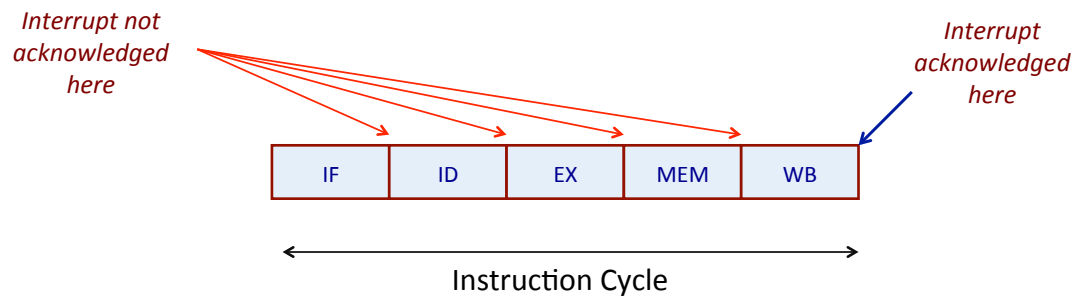 Interrupt not
acknowledged
here
Interrupt
acknowledged
here
IF ID EX MEM WB
Instruction Cycle